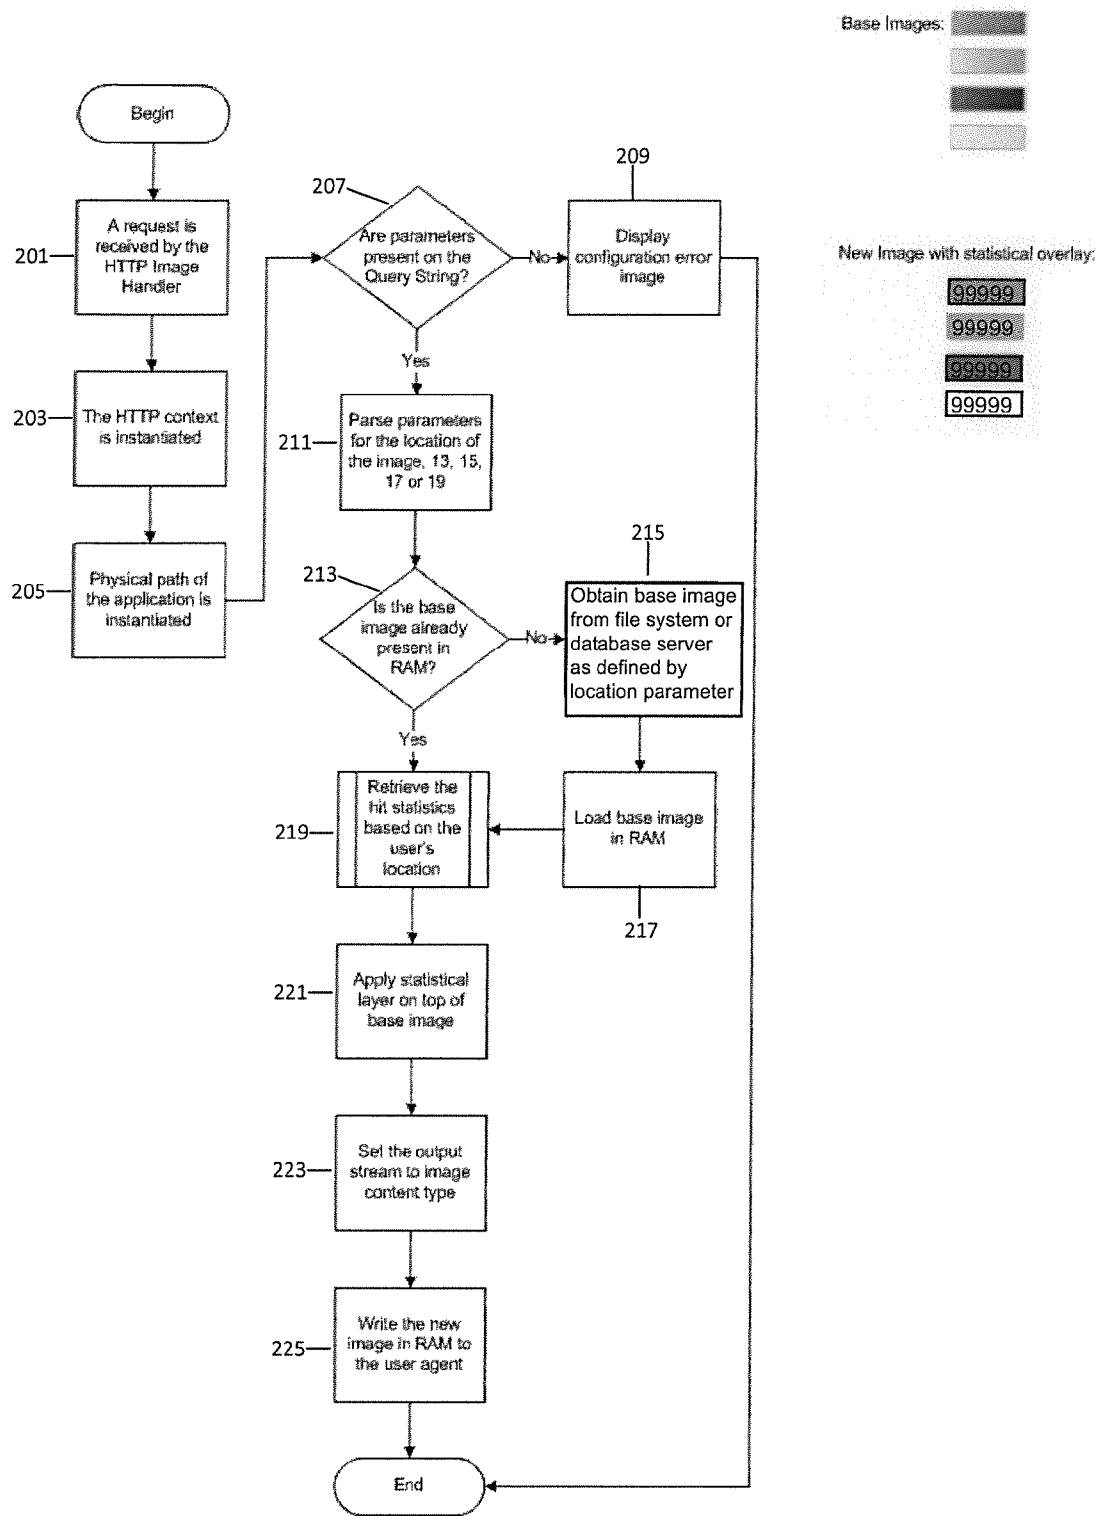 Base Images:
New Image with statistical overlay:
99999
99999
99999
99999
Begin
201
A request is
received by the
HTTP Image
Handler
203
The HTTP context
is instantiated
205
Physical path of
the application is
instantiated
207
Are parameters
present on the
Query String?
No
Yes
209
Display
configuration error
image
211
Parse parameters
for the location of
the image, 13, 15,
17 or 19
213
Is the base
image already
present in
RAM?
No
Yes
215
Obtain base image
from file system or
database server
as defined by
location parameter
Load base image
in RAM
217
219
Retrieve the
hit statistics
based on the
user's
location
221
Apply statistical
layer on top of
base image
223
Set the output
stream to image
content type
225
Write the new
image in RAM to
the user agent
End